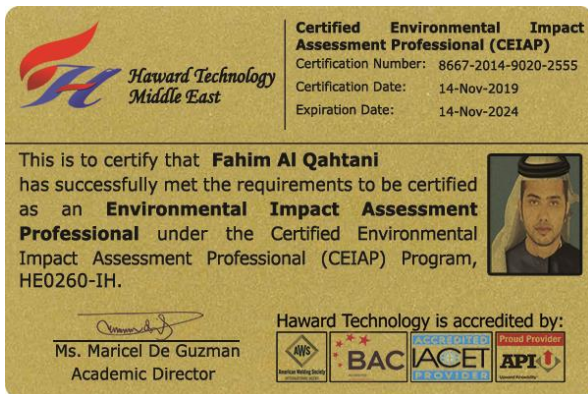 Haward Technology
Middle East
Certified Environmental Impact
Assessment Professional (CEIAP)
Certification Number: 8667-2014-9020-2555
Certification Date: 14-Nov-2019
Expiration Date: 14-Nov-2024
This is to certify that Fahim Al Qahtani
has successfully met the requirements to be certified
as an Environmental Impact Assessment
Professional under the Certified Environmental
Impact Assessment Professional (CEIAP) Program,
HE0260-IH.
Ms. Maricel De Guzman
Academic Director
Haward Technology is accredited by:
AWS
American Welding Society
BAC
ACCREDITED
IACET
PROVIDER
Proud Provider
API